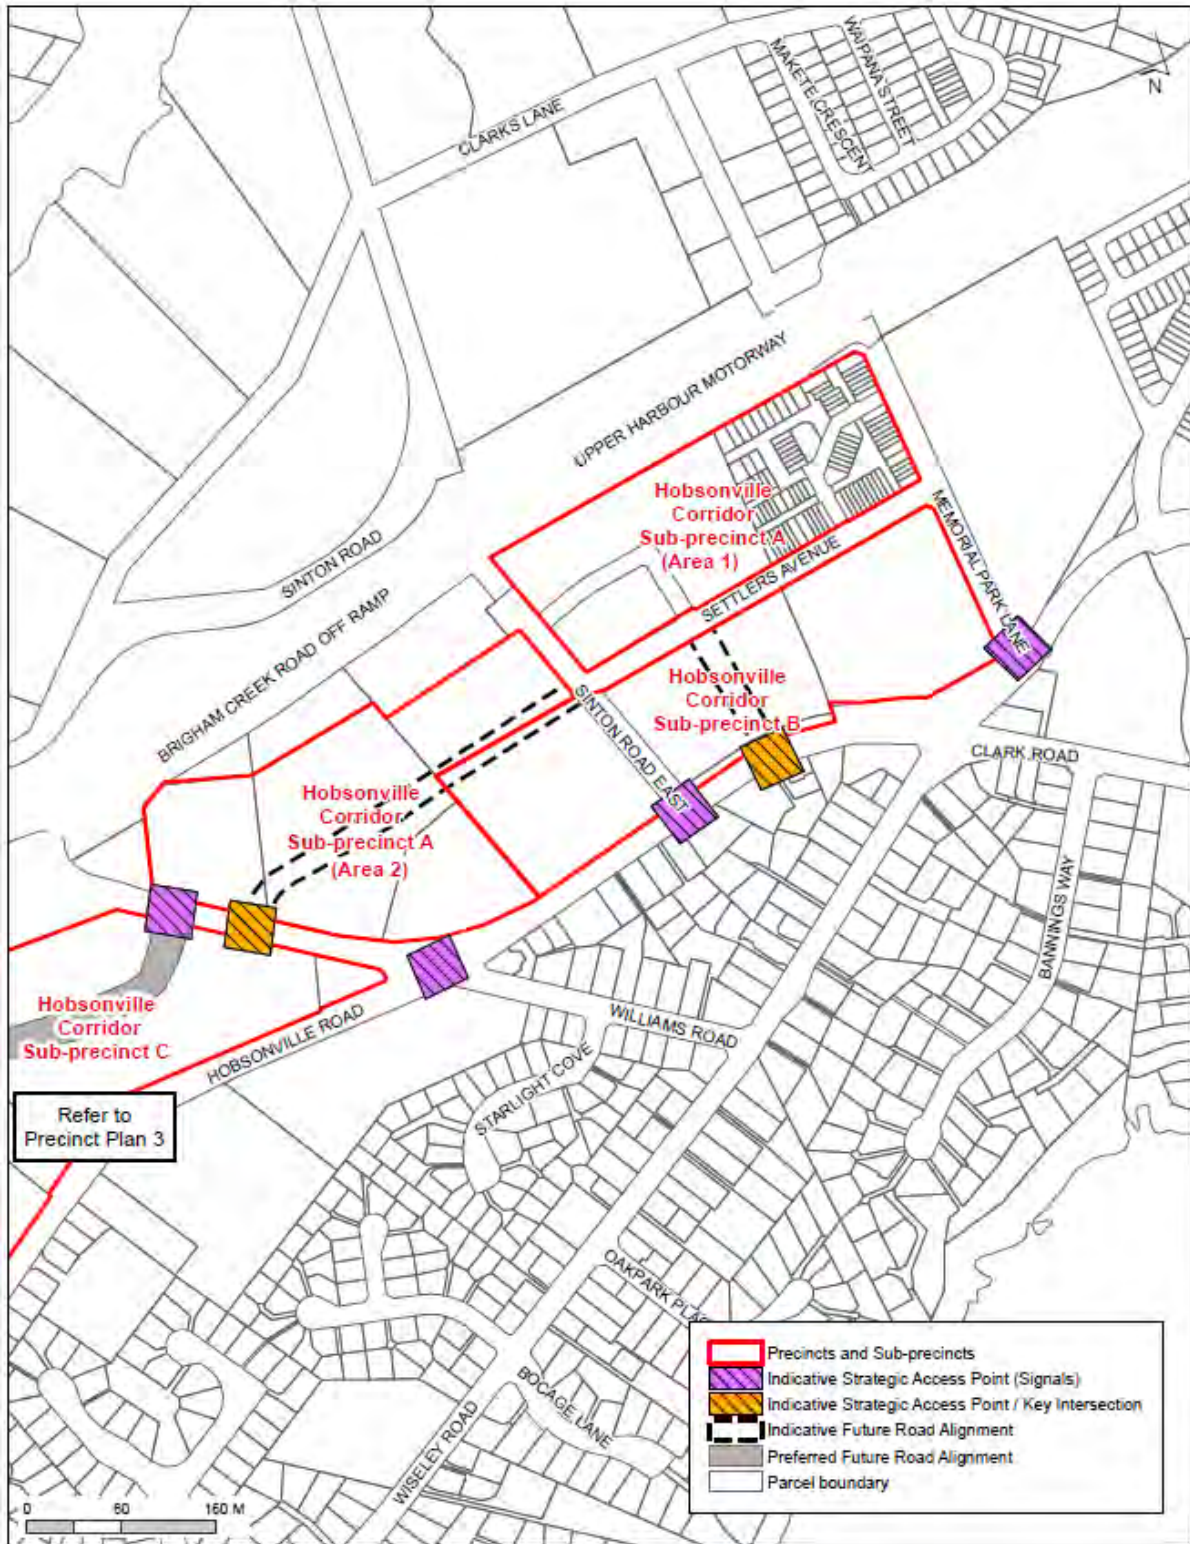 WAIPANA STREET
MAKETE CRESCENT
N
CLARKS LANE
UPPER HARBOUR MOTORWAY
Hobsonville
Corridor
Sub-precinct A
(Area 1)
SETTLERS AVENUE
MEMORIAL PARK LANE
SINTON ROAD
BRIGHAM CREEK ROAD OFF RAMP
Hobsonville
Corridor
Sub-precinct B
SINTON ROAD EAST
CLARK ROAD
Hobsonville
Corridor
Sub-precinct A
(Area 2)
BANNINGS WAY
Hobsonville
Corridor
Sub-precinct C
HOBSONVILLE ROAD
WILLIAMS ROAD
STARLIGHT COVE
Refer to
Precinct Plan 3
OAKPARK PLAC
BOCAGE LANE
WISELEY ROAD
Precincts and Sub-precincts
Indicative Strategic Access Point (Signals)
Indicative Strategic Access Point / Key Intersection
Indicative Future Road Alignment
Preferred Future Road Alignment
Parcel boundary
0 80 160 M